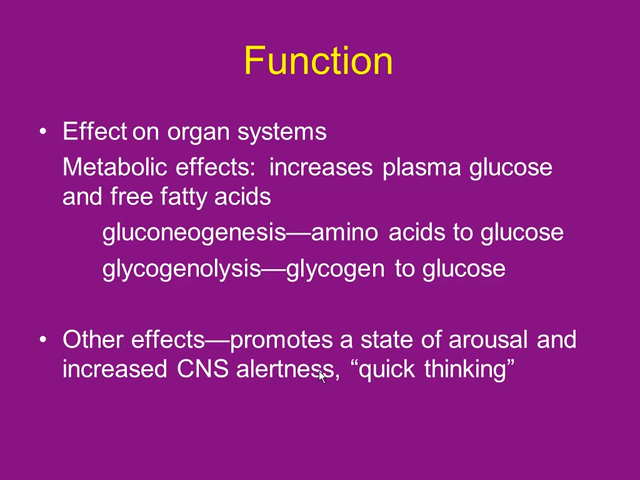 Function
• Effect on organ systems
Metabolic effects: increases plasma glucose
and free fatty acids
gluconeogenesis—amino acids to glucose
glycogenolysis—glycogen to glucose
• Other effects—promotes a state of arousal and
increased CNS alertness, “quick thinking”